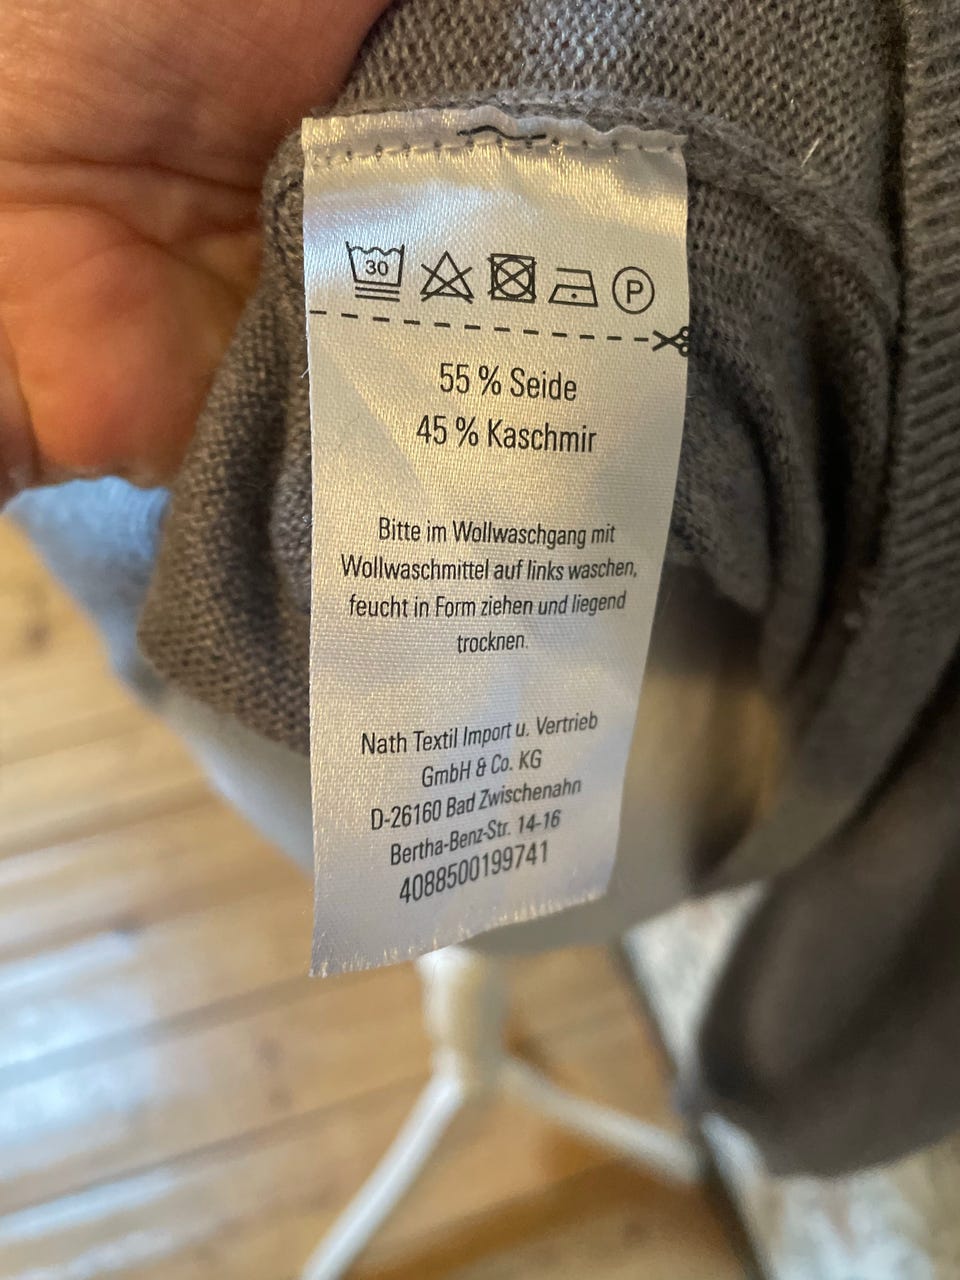 30 P
55 % Seide
45 % Kaschmir
Bitte im Wollwaschgang mit
Wollwaschmittel auf links waschen,
feucht in Form ziehen und liegend
trocknen.
Nath Textil Import u. Vertrieb
GmbH & Co. KG
D-26160 Bad Zwischenahn
Bertha-Benz-Str. 14-16
4088500199741